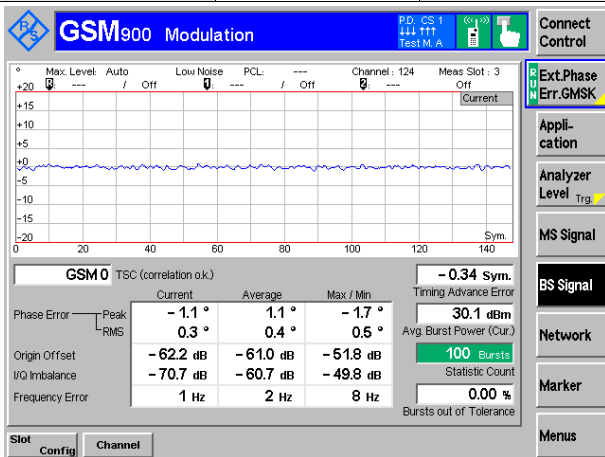 R/S GSM900 Modulation P.D. CS 1 Test M. A Connect Control
° Max. Level: Auto Low Noise PCL: --- Channel : 124 Meas Slot : 3
--- / Off --- / Off --- Off
Current
+20
+15
+10
+5
+0
-5
-10
-15
-20
Sym.
0 20 40 60 80 100 120 140
GSM 0 TSC (correlation o.k.)
Current Average Max / Min
Phase Error Peak - 1.1 ° 1.1 ° - 1.7 °
RMS 0.3 ° 0.4 ° 0.5 °
Origin Offset - 62.2 dB - 61.0 dB - 51.8 dB
I/Q Imbalance - 70.7 dB - 60.7 dB - 49.8 dB
Frequency Error 1 Hz 2 Hz 8 Hz
- 0.34 Sym.
Timing Advance Error
30.1 dBm
Avg. Burst Power (Cur.)
100 Bursts
Statistic Count
0.00 %
Bursts out of Tolerance
RUN Ext.Phase Err.GMSK
Appli-
cation
Analyzer
Level Trg.
MS Signal
BS Signal
Network
Marker
Menus
Slot Config
Channel